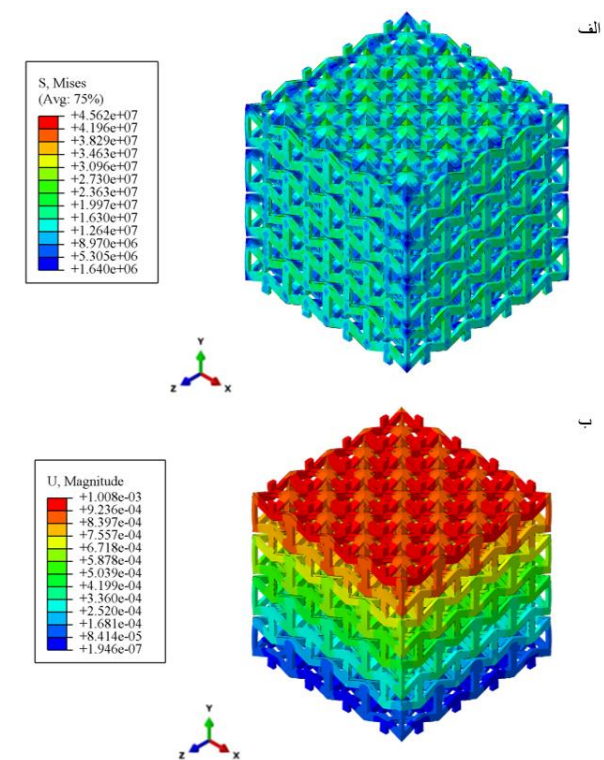 الف
S, Mises
(Avg: 75%)
+4.562e+07
+4.196e+07
+3.829e+07
+3.463e+07
+3.096e+07
+2.730e+07
+2.363e+07
+1.997e+07
+1.630e+07
+1.264e+07
+8.970e+06
+5.305e+06
+1.640e+06
Y
Z
X
ب
U, Magnitude
+1.008e-03
+9.236e-04
+8.397e-04
+7.557e-04
+6.718e-04
+5.878e-04
+5.039e-04
+4.199e-04
+3.360e-04
+2.520e-04
+1.681e-04
+8.414e-05
+1.946e-07
Y
Z
X